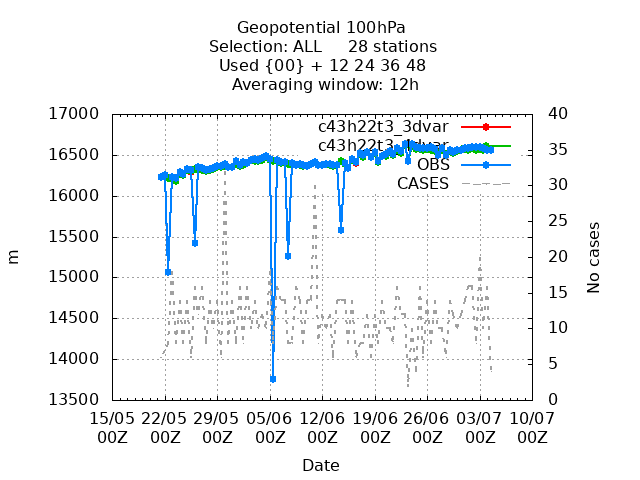 Geopotential 100hPa
Selection: ALL     28 stations
Used {00} + 12 24 36 48
Averaging window: 12h
17000
16500
16000
15500
15000
14500
14000
13500
40
35
30
25
20
15
10
5
0
c43h22t3_3dvar
OBS
CASES
m
No cases
15/05 22/05 29/05 05/06 12/06 19/06 26/06 03/07 10/07
00Z 00Z 00Z 00Z 00Z 00Z 00Z 00Z 00Z
Date